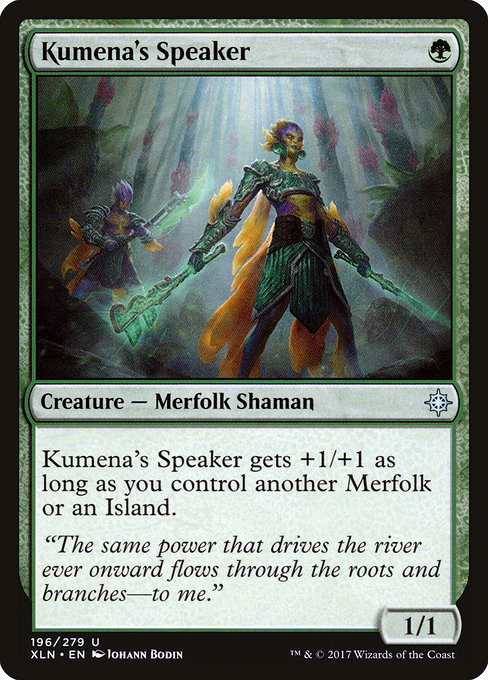 Kumena's Speaker
Creature — Merfolk Shaman
Kumena's Speaker gets +1/+1 as
long as you control another Merfolk
or an Island.
“The same power that drives the river
ever onward flows through the roots and
branches—to me.”
1/1
196/279 U
XLN • EN Johann Bodin
™ & © 2017 Wizards of the Coast